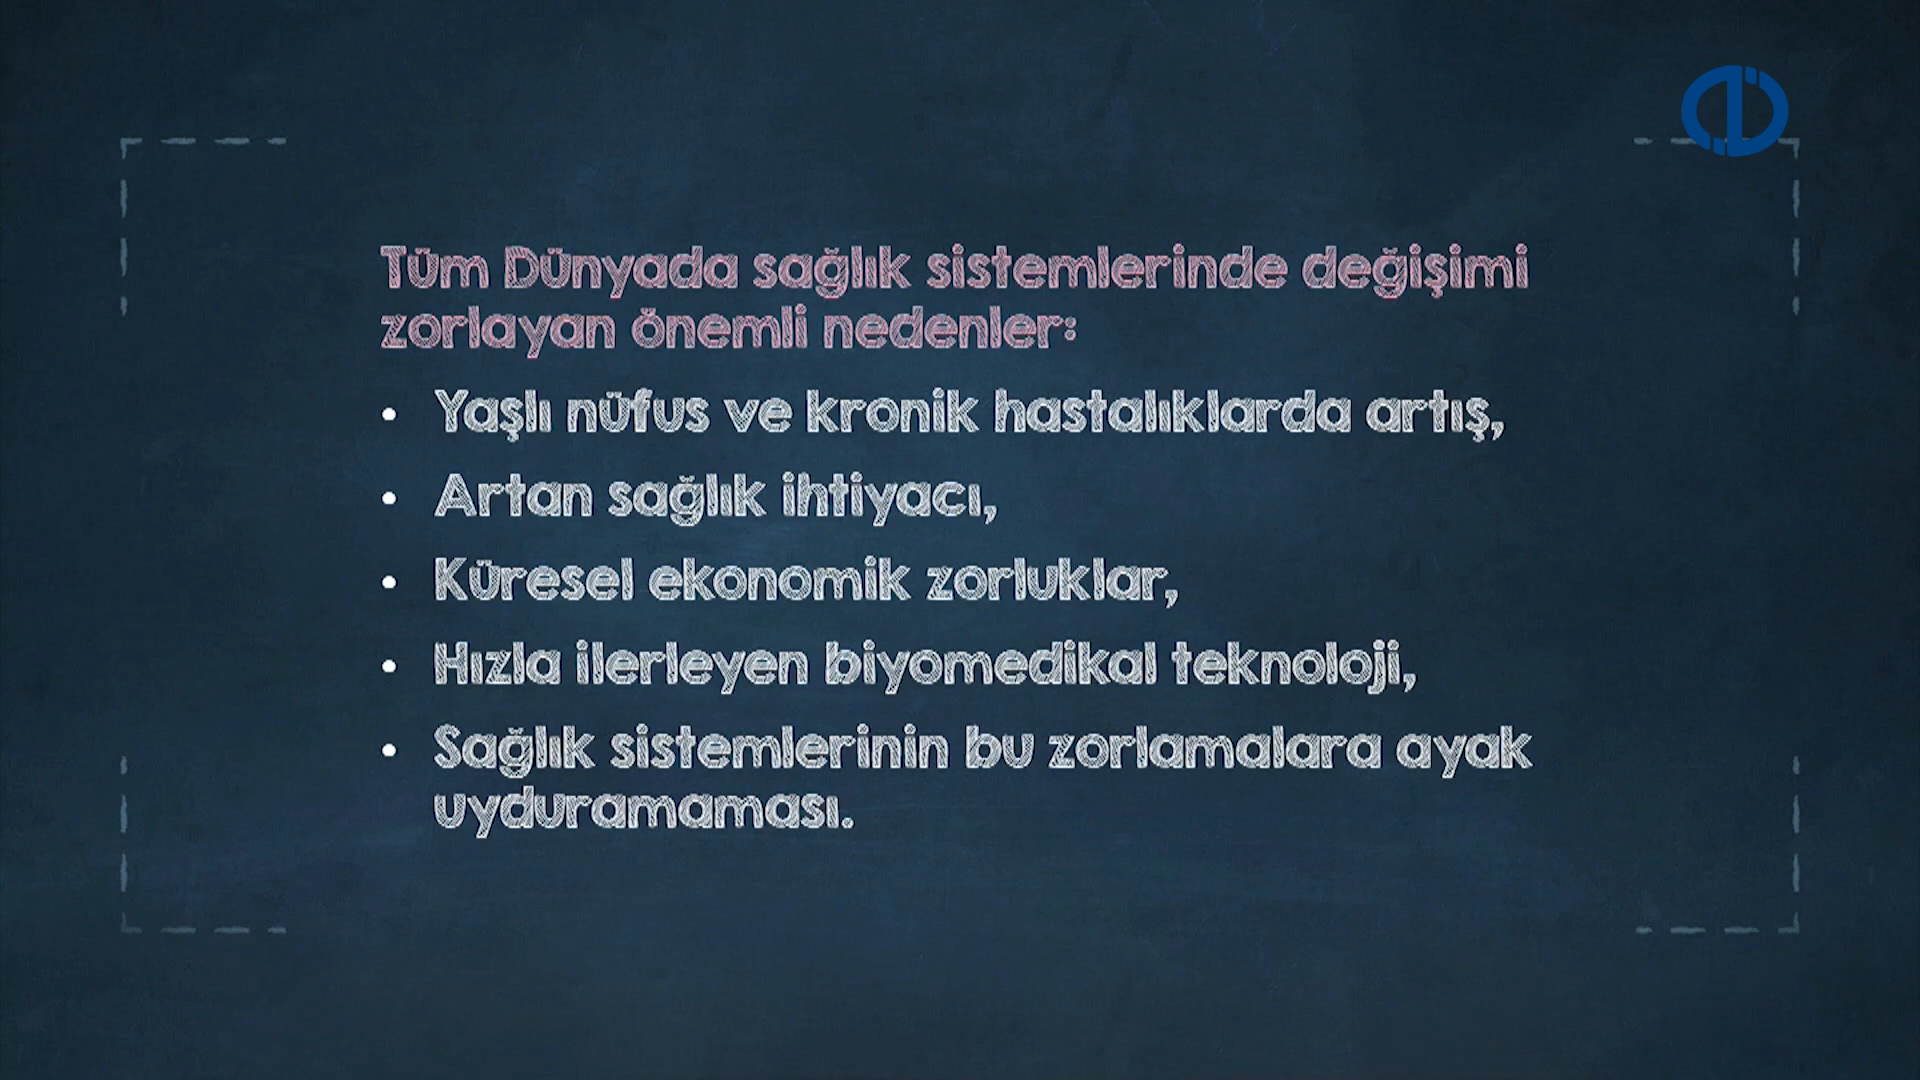 Tüm Dünyada sağlık sistemlerinde değişimi
zorlayan önemli nedenler:
• Yaşlı nüfus ve kronik hastalıklarda artış,
• Artan sağlık ihtiyacı,
• Küresel ekonomik zorluklar,
• Hızla ilerleyen biyomedikal teknoloji,
• Sağlık sistemlerinin bu zorlamalara ayak
uyduramaması.